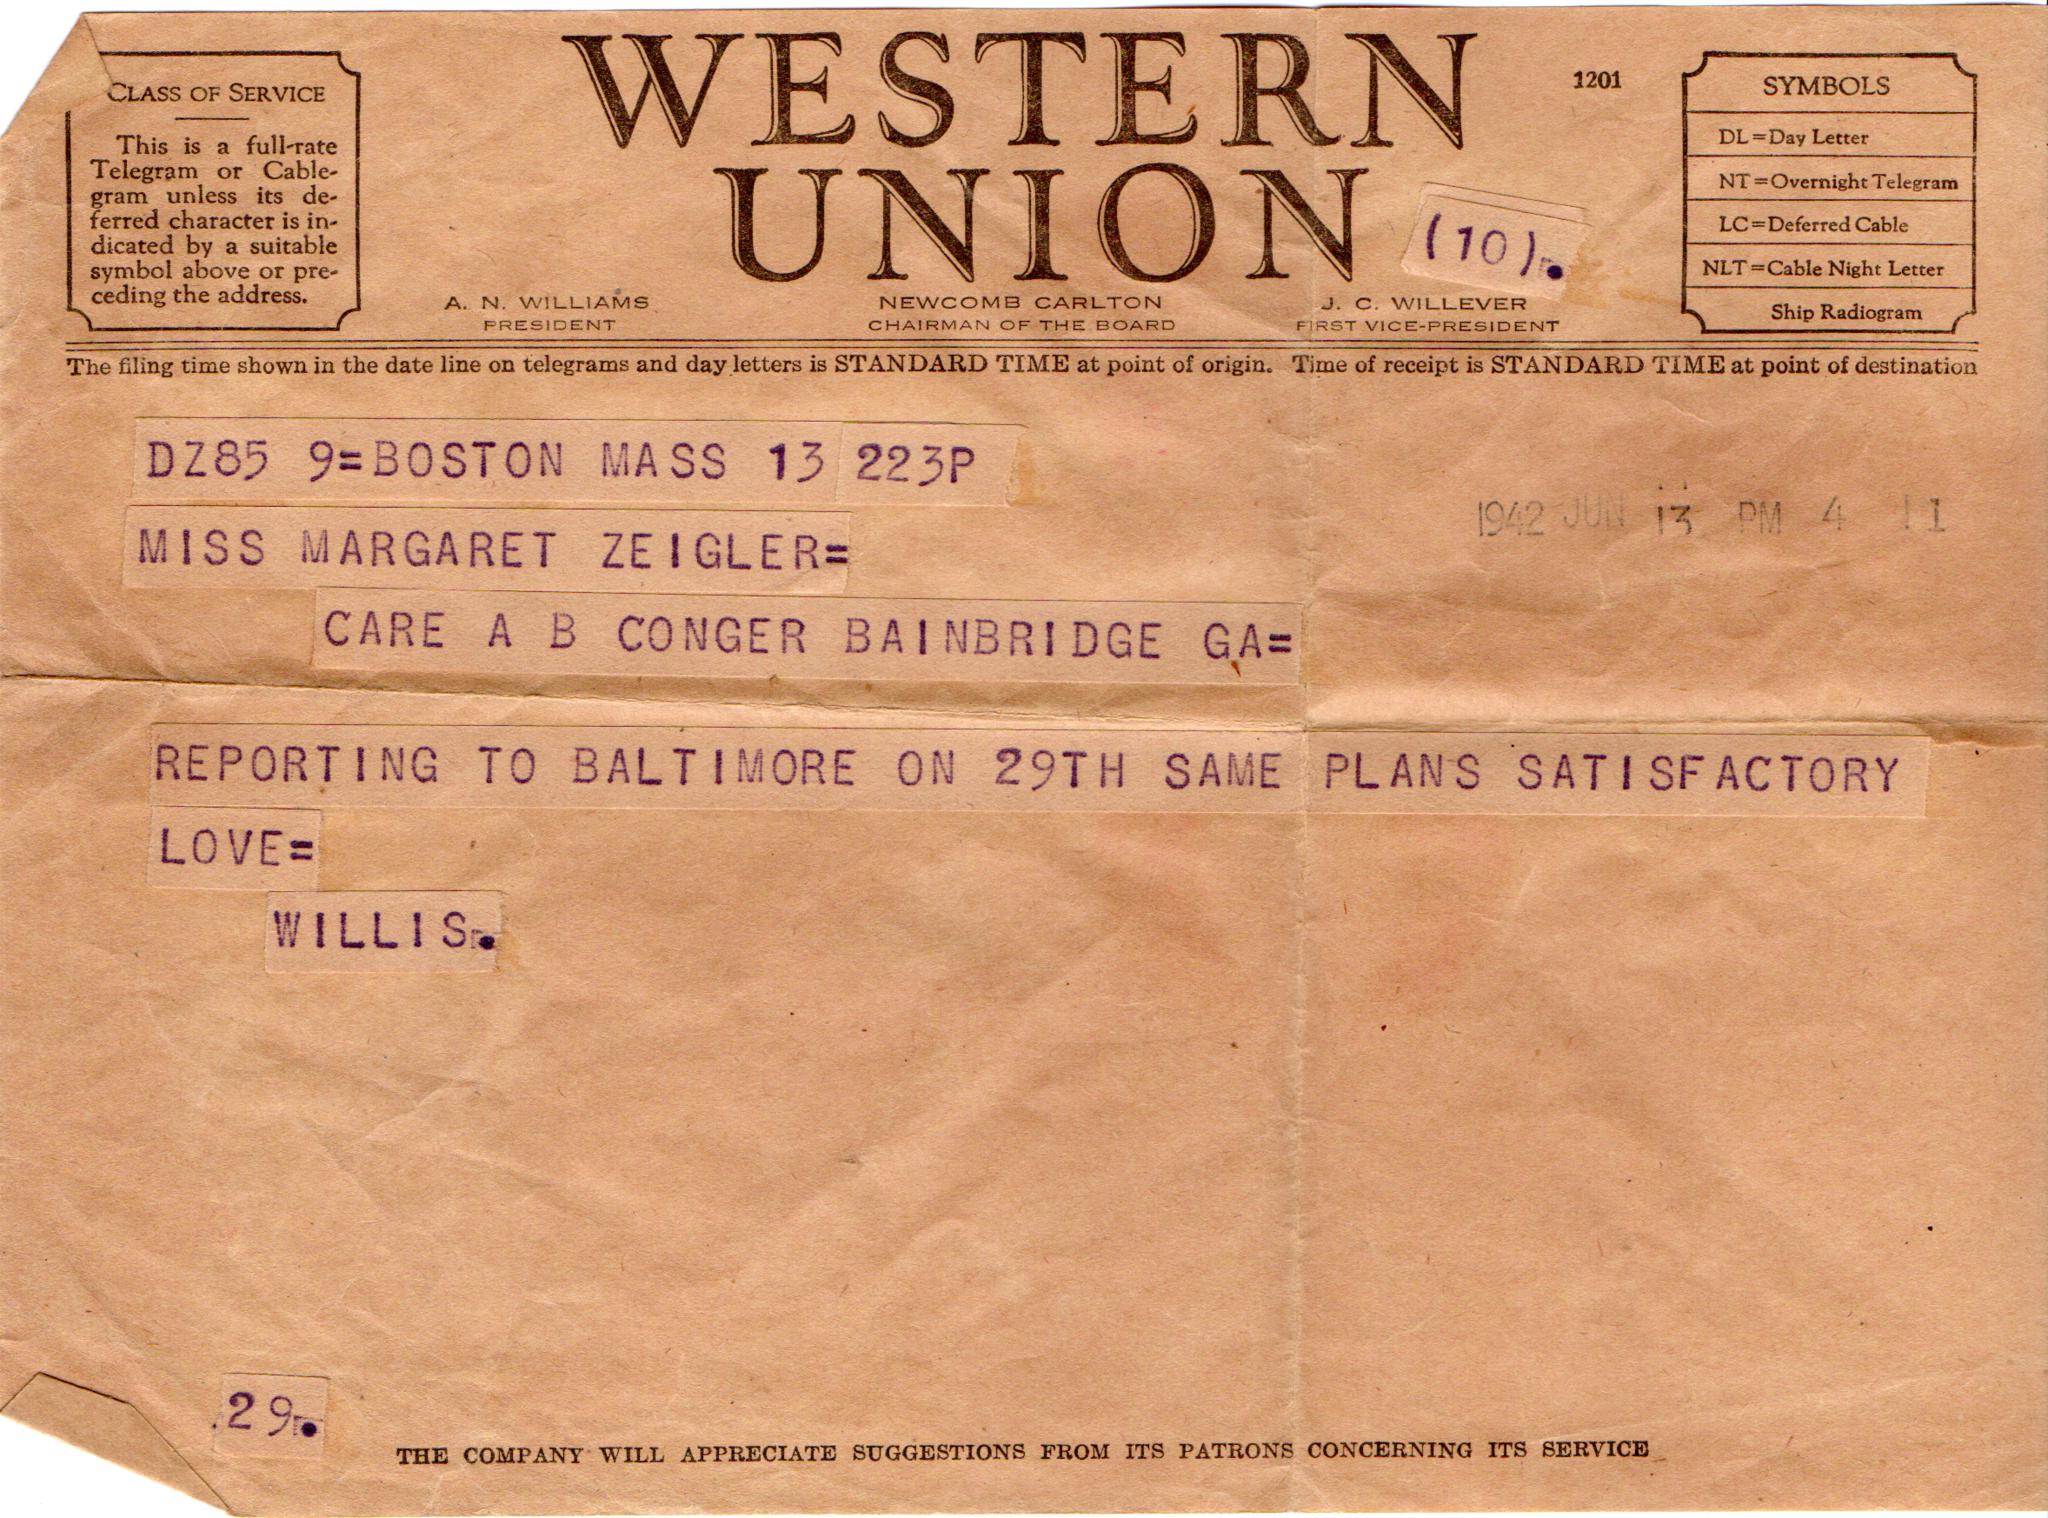 CLASS OF SERVICE
This is a full-rate
Telegram or Cable-
gram unless its de-
ferred character is in-
dicated by a suitable
symbol above or pre-
ceding the address.
WESTERN
UNION
1201
(10).
A. N. WILLIAMS
PRESIDENT
NEWCOMB CARLTON
CHAIRMAN OF THE BOARD
J. C. WILLEVER
FIRST VICE-PRESIDENT
SYMBOLS
DL=Day Letter
NT=Overnight Telegram
LC=Deferred Cable
NLT=Cable Night Letter
Ship Radiogram
The filing time shown in the date line on telegrams and day letters is STANDARD TIME at point of origin. Time of receipt is STANDARD TIME at point of destination
DZ85 9=BOSTON MASS 13 223P
1942 JUN 13 PM 4 11
MISS MARGARET ZEIGLER=
CARE A B CONGER BAINBRIDGE GA=
REPORTING TO BALTIMORE ON 29TH SAME PLANS SATISFACTORY
LOVE=
WILLIS.
29.
THE COMPANY WILL APPRECIATE SUGGESTIONS FROM ITS PATRONS CONCERNING ITS SERVICE